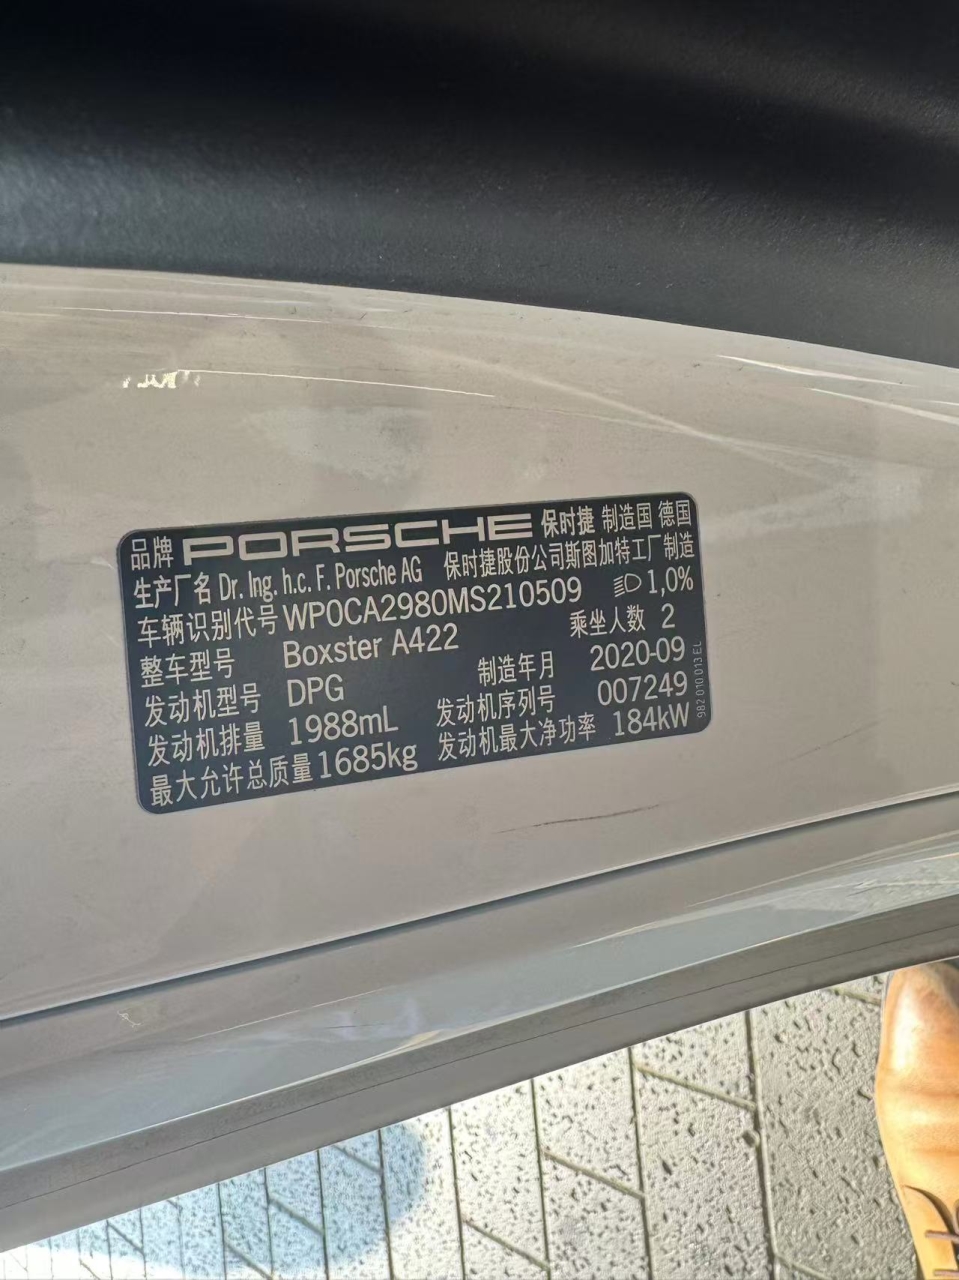 品牌 PORSCHE 保时捷 制造国 德国
生产厂名 Dr. Ing. h.c. F. Porsche AG 保时捷股份公司斯图加特工厂制造
车辆识别代号 WP0CA2980MS210509 1,0%
整车型号 Boxster A422 乘坐人数 2
发动机型号 DPG 制造年月 2020-09
发动机排量 1988mL 发动机序列号 007249
最大允许总质量 1685kg 发动机最大净功率 184kW
982 010 013 EL